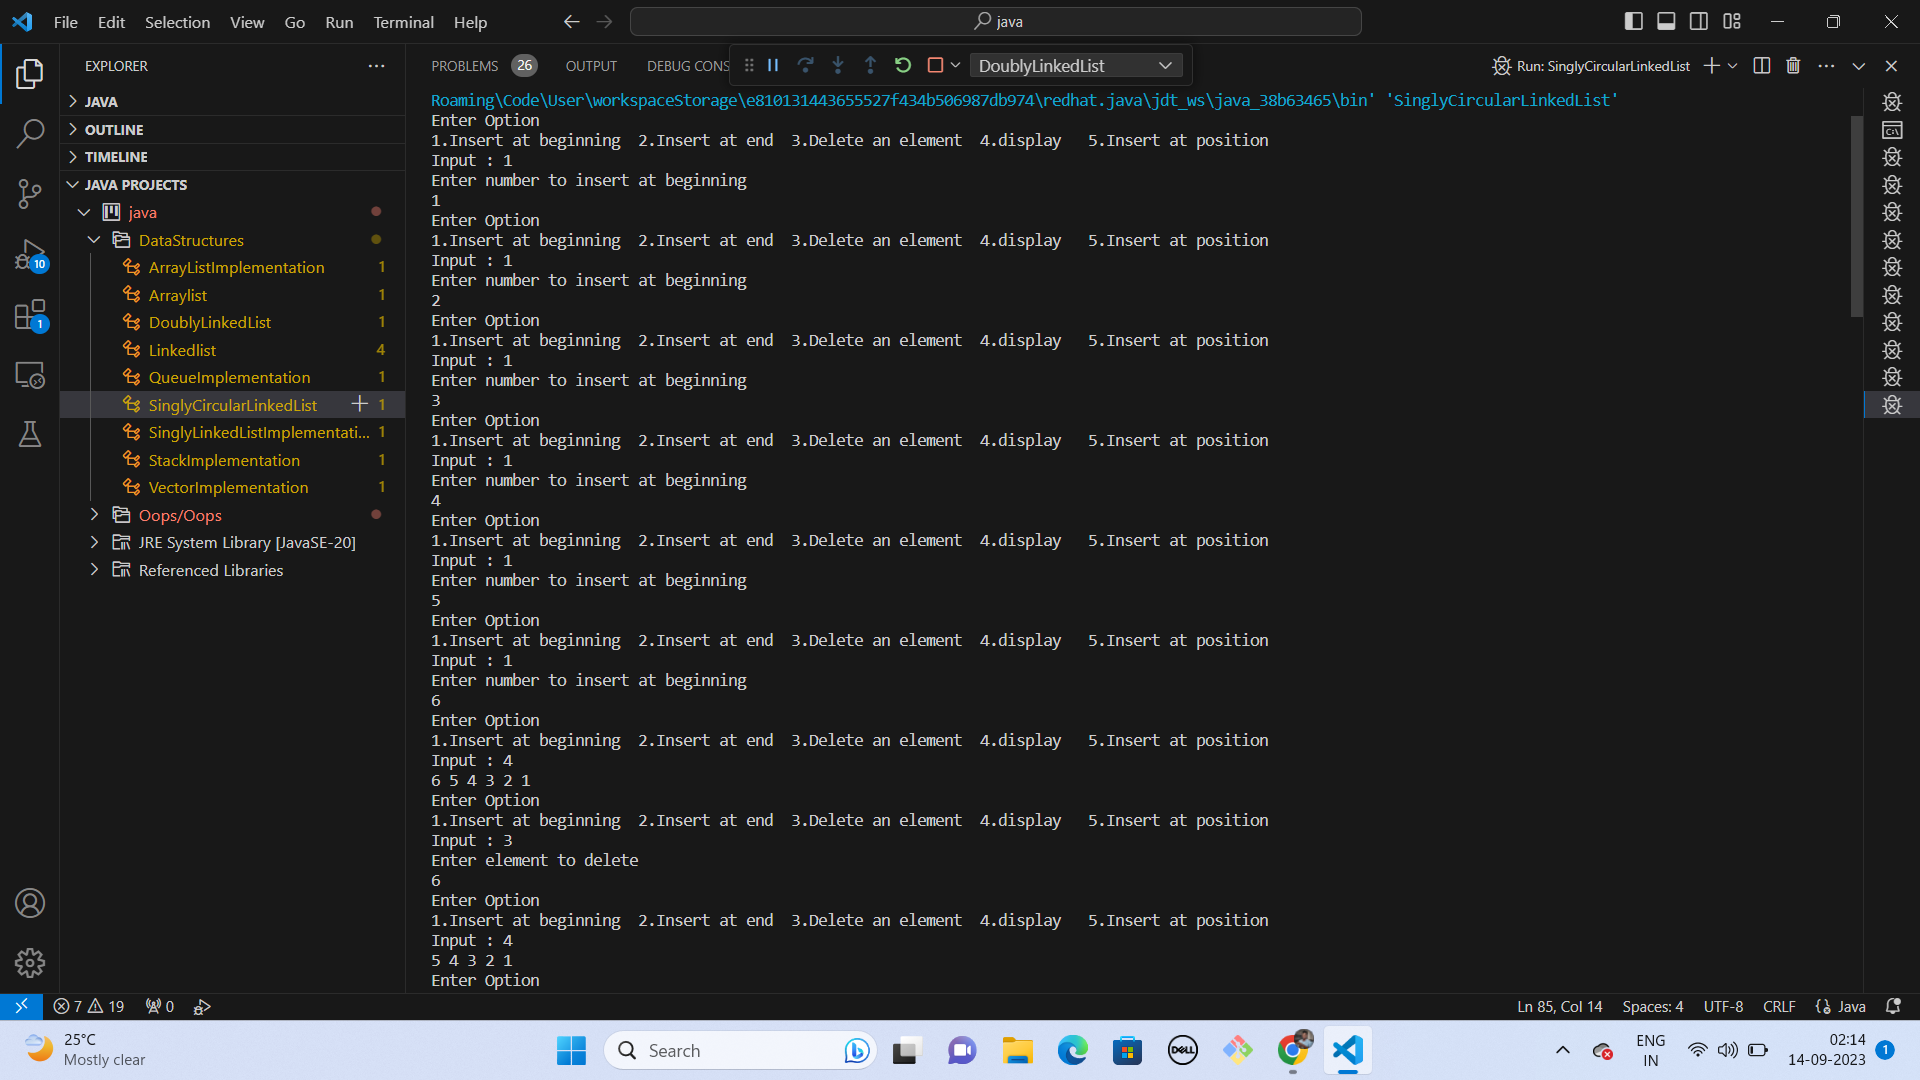 File Edit Selection View Go Run Terminal Help
java
EXPLORER
JAVA
OUTLINE
TIMELINE
JAVA PROJECTS
java
DataStructures
ArrayListImplementation 1
Arraylist 1
DoublyLinkedList 1
Linkedlist 4
QueueImplementation 1
SinglyCircularLinkedList 1
SinglyLinkedListImplementati... 1
StackImplementation 1
VectorImplementation 1
Oops/Oops
JRE System Library [JavaSE-20]
Referenced Libraries
10
1
PROBLEMS 26 OUTPUT DEBUG CONS
DoublyLinkedList
Run: SinglyCircularLinkedList
Roaming\Code\User\workspaceStorage\e810131443655527f434b506987db974\redhat.java\jdt_ws\java_38b63465\bin' 'SinglyCircularLinkedList'
Enter Option
1.Insert at beginning  2.Insert at end  3.Delete an element  4.display   5.Insert at position
Input : 1
Enter number to insert at beginning
1
Enter Option
1.Insert at beginning  2.Insert at end  3.Delete an element  4.display   5.Insert at position
Input : 1
Enter number to insert at beginning
2
Enter Option
1.Insert at beginning  2.Insert at end  3.Delete an element  4.display   5.Insert at position
Input : 1
Enter number to insert at beginning
3
Enter Option
1.Insert at beginning  2.Insert at end  3.Delete an element  4.display   5.Insert at position
Input : 1
Enter number to insert at beginning
4
Enter Option
1.Insert at beginning  2.Insert at end  3.Delete an element  4.display   5.Insert at position
Input : 1
Enter number to insert at beginning
5
Enter Option
1.Insert at beginning  2.Insert at end  3.Delete an element  4.display   5.Insert at position
Input : 1
Enter number to insert at beginning
6
Enter Option
1.Insert at beginning  2.Insert at end  3.Delete an element  4.display   5.Insert at position
Input : 4
6 5 4 3 2 1
Enter Option
1.Insert at beginning  2.Insert at end  3.Delete an element  4.display   5.Insert at position
Input : 3
Enter element to delete
6
Enter Option
1.Insert at beginning  2.Insert at end  3.Delete an element  4.display   5.Insert at position
Input : 4
5 4 3 2 1
Enter Option
7 19 0
Ln 85, Col 14 Spaces: 4 UTF-8 CRLF Java
25°C
Mostly clear
Search
DELL
ENG
IN
02:14
14-09-2023
1